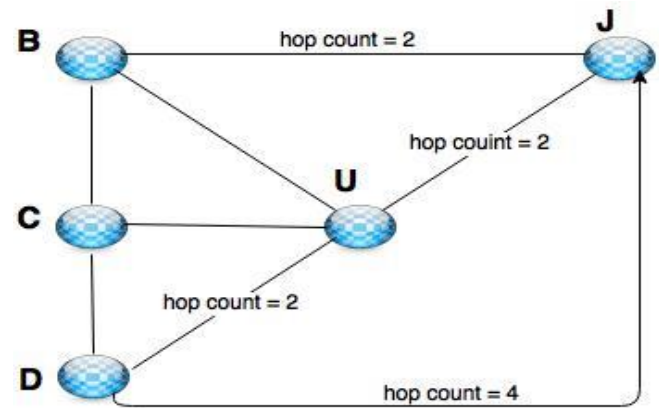 B
hop count = 2
J
hop couint = 2
U
C
hop count = 2
D
hop count = 4